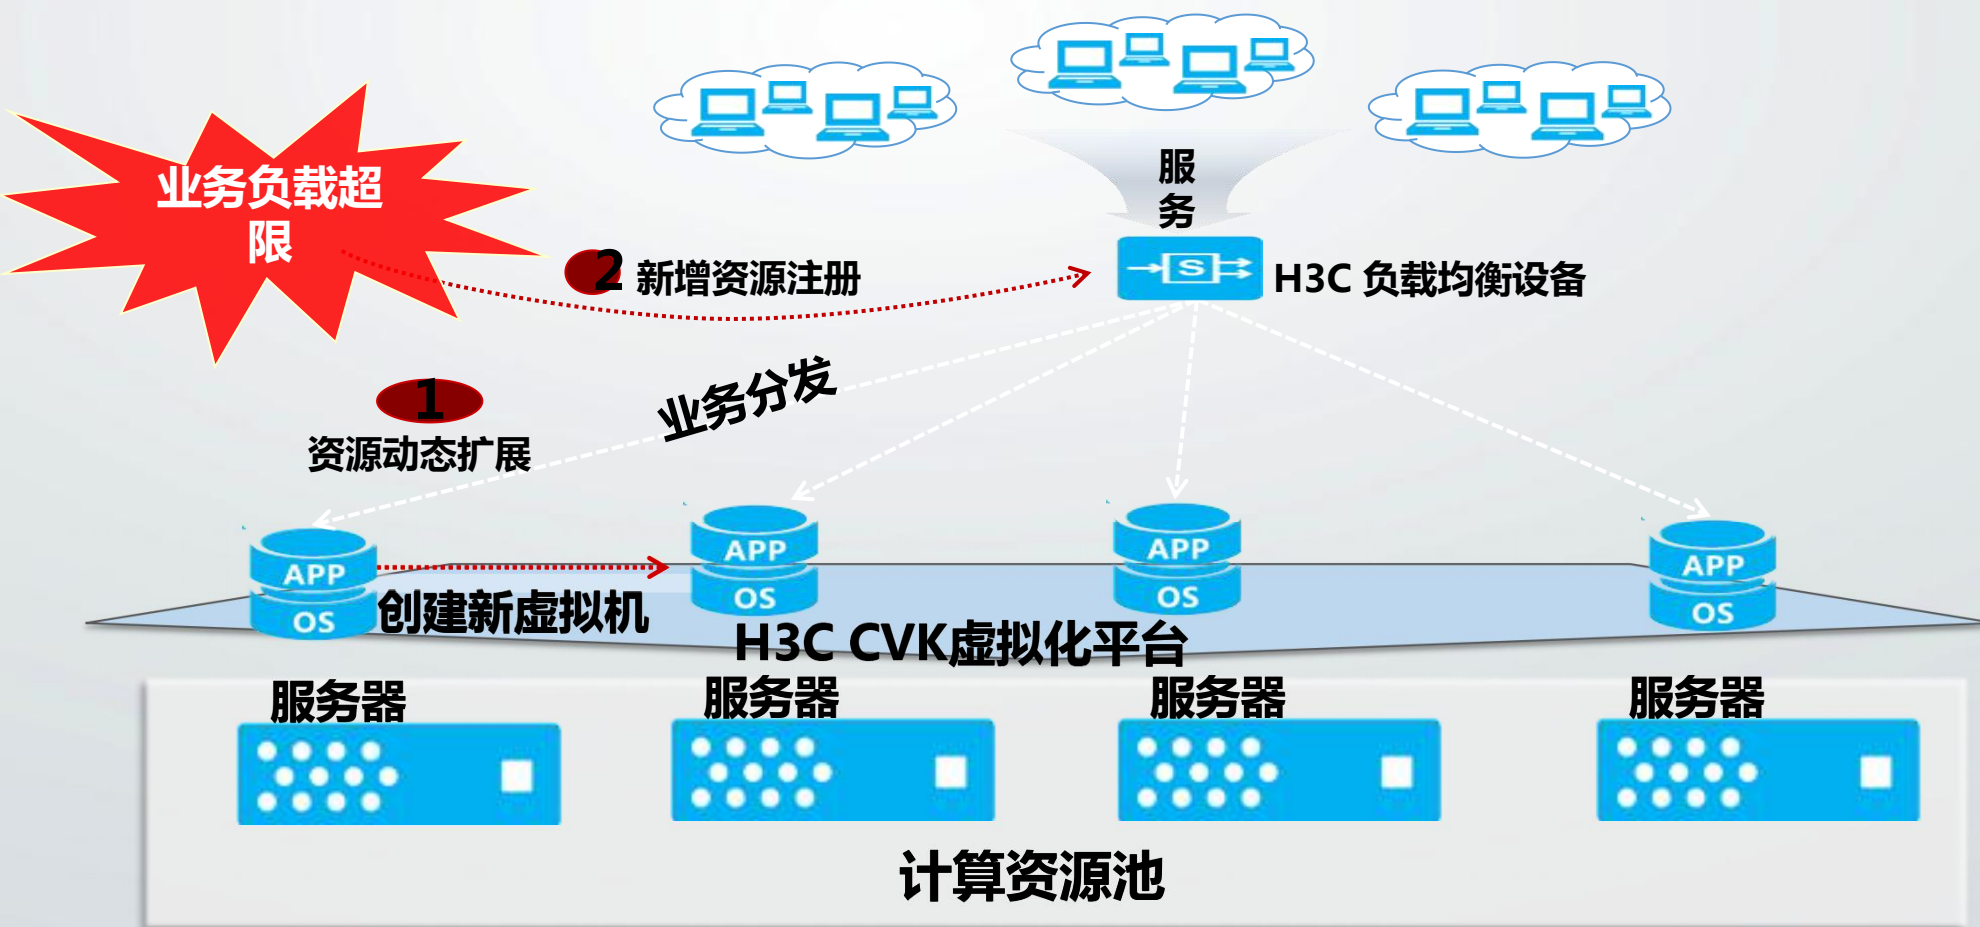 服
务
业务负载超
限
2 新增资源注册
S
H3C 负载均衡设备
1
资源动态扩展
业务分发
APP
OS
APP
OS
APP
OS
APP
OS
创建新虚拟机
H3C CVK虚拟化平台
服务器
服务器
服务器
服务器
计算资源池